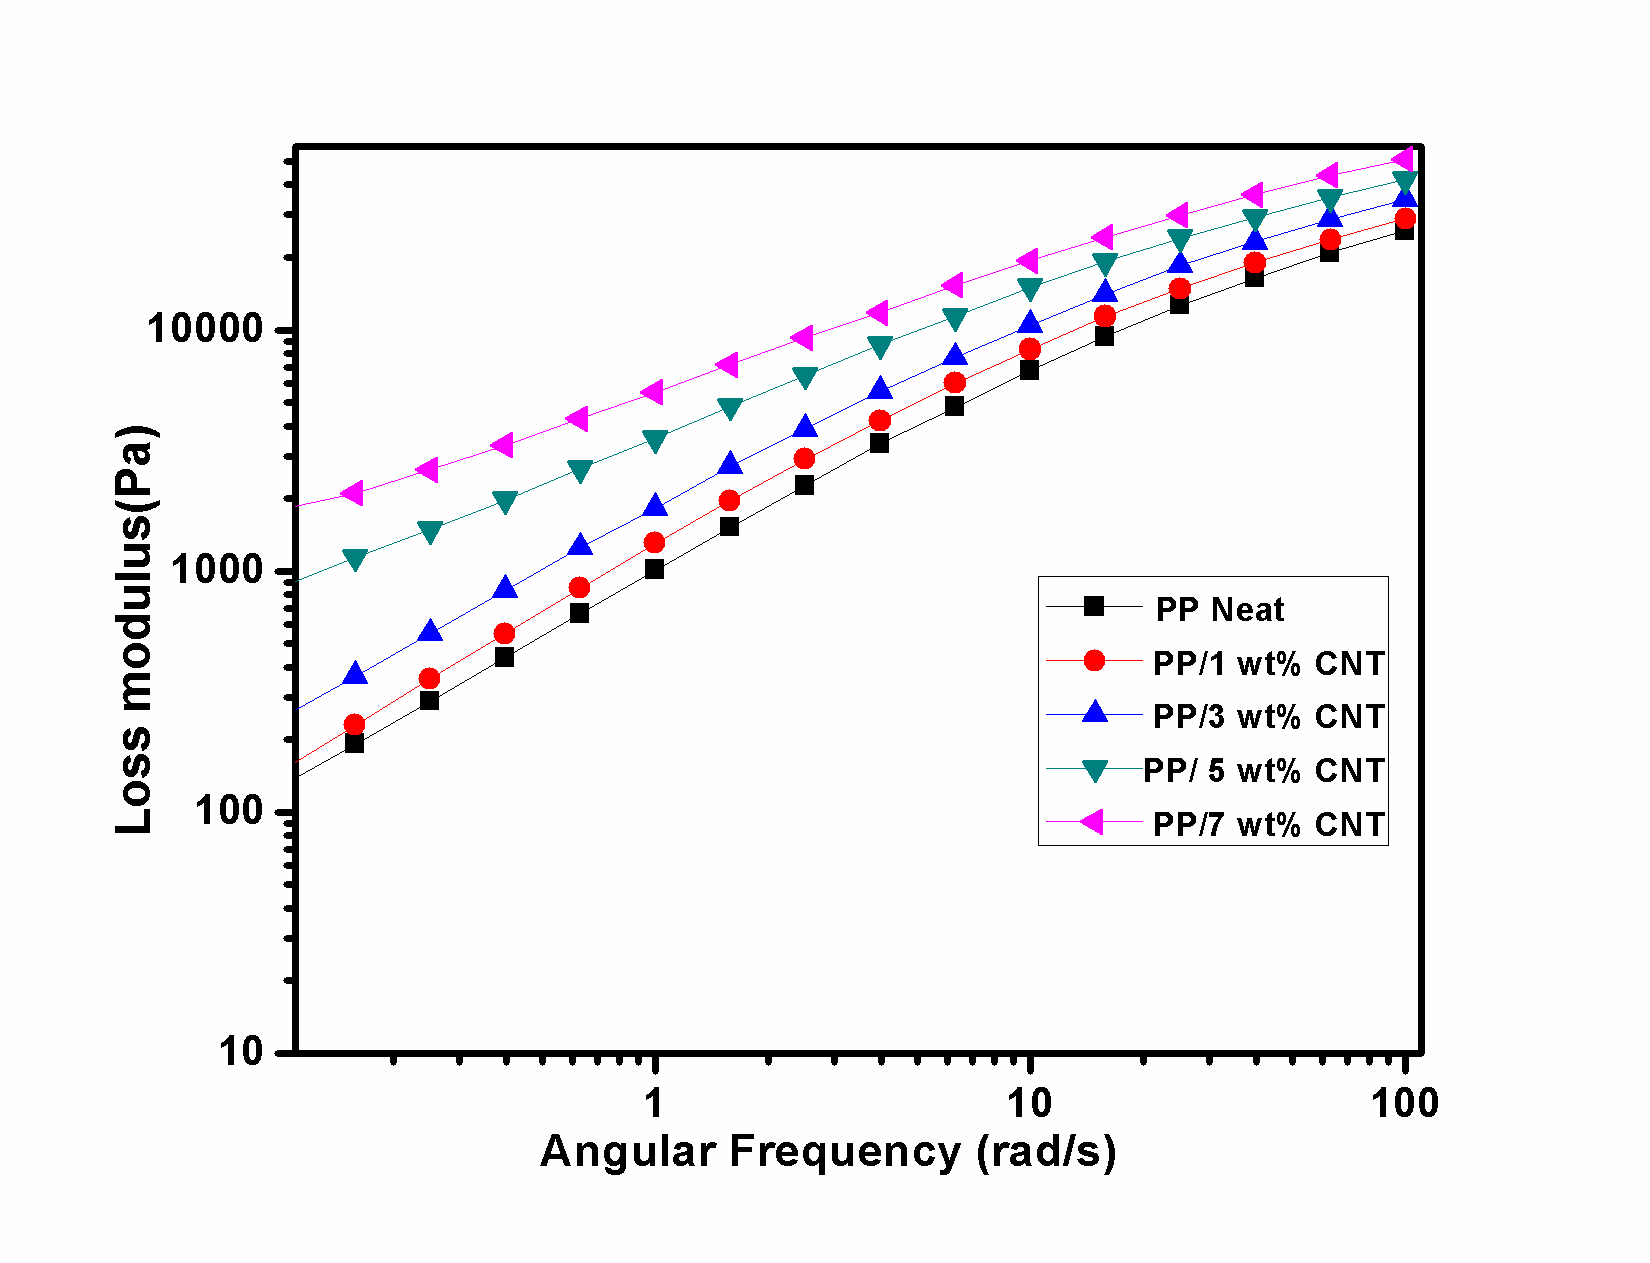 10000
1000
100
10
Loss modulus(Pa)
PP Neat
PP/1 wt% CNT
PP/3 wt% CNT
PP/ 5 wt% CNT
PP/7 wt% CNT
1 10 100
Angular Frequency (rad/s)